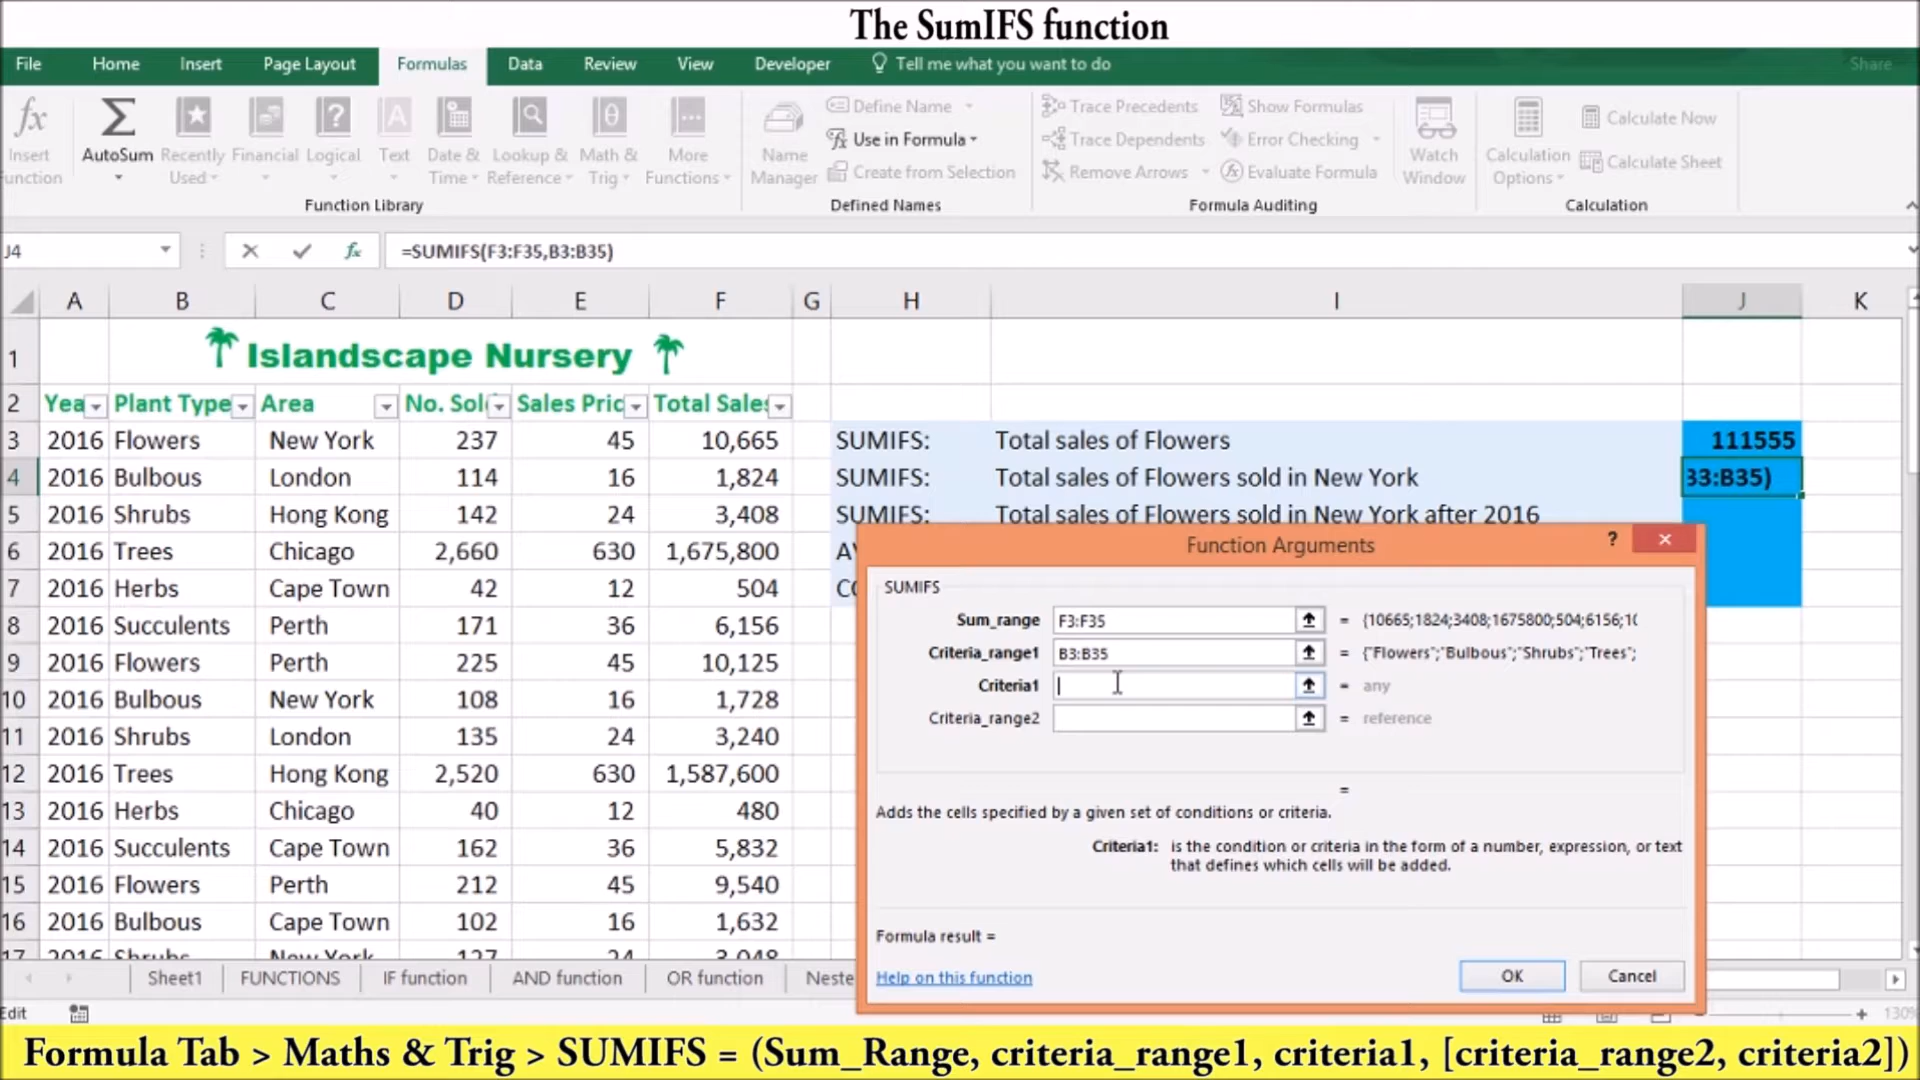 The SumIFS function
File Home Insert Page Layout Formulas Data Review View Developer Tell me what you want to do Share
Insert Function AutoSum Recently Used Financial Logical Text Date & Time Lookup & Reference Math & Trig More Functions
Function Library
Name Manager
Define Name
Use in Formula
Create from Selection
Defined Names
Trace Precedents Show Formulas
Trace Dependents Error Checking
Remove Arrows Evaluate Formula
Formula Auditing
Watch Window
Calculation Options
Calculate Now
Calculate Sheet
Calculation
J4 fx =SUMIFS(F3:F35,B3:B35)
A B C D E F G H I J K
1 Islandscape Nursery
2 Yea Plant Type Area No. Sol Sales Pric Total Sales
3 2016 Flowers New York 237 45 10,665 SUMIFS: Total sales of Flowers 111555
4 2016 Bulbous London 114 16 1,824 SUMIFS: Total sales of Flowers sold in New York B3:B35)
5 2016 Shrubs Hong Kong 142 24 3,408 SUMIFS: Total sales of Flowers sold in New York after 2016
6 2016 Trees Chicago 2,660 630 1,675,800
7 2016 Herbs Cape Town 42 12 504
8 2016 Succulents Perth 171 36 6,156
9 2016 Flowers Perth 225 45 10,125
10 2016 Bulbous New York 108 16 1,728
11 2016 Shrubs London 135 24 3,240
12 2016 Trees Hong Kong 2,520 630 1,587,600
13 2016 Herbs Chicago 40 12 480
14 2016 Succulents Cape Town 162 36 5,832
15 2016 Flowers Perth 212 45 9,540
16 2016 Bulbous Cape Town 102 16 1,632
17 2016 Shrubs New York 127 24 3,048
Function Arguments ?
SUMIFS
Sum_range F3:F35 = {10665;1824;3408;1675800;504;6156;10
Criteria_range1 B3:B35 = {"Flowers";"Bulbous";"Shrubs";"Trees";
Criteria1 = any
Criteria_range2 = reference
=
Adds the cells specified by a given set of conditions or criteria.
Criteria1: is the condition or criteria in the form of a number, expression, or text
that defines which cells will be added.
Formula result =
Help on this function OK Cancel
Sheet1 FUNCTIONS IF function AND function OR function Neste
Edit 130%
Formula Tab > Maths & Trig > SUMIFS = (Sum_Range, criteria_range1, criteria1, [criteria_range2, criteria2])